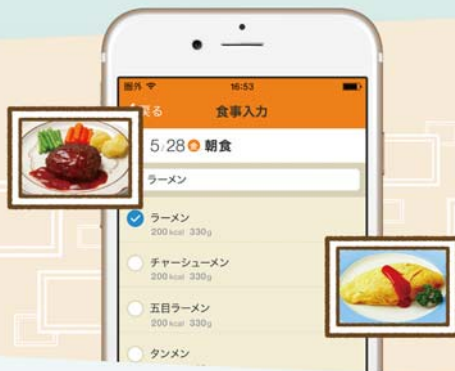 圏外 16:53
戻る 食事入力
5/28 金 朝食
ラーメン
ラーメン
200 kcal 330g
チャーシューメン
200 kcal 330g
五目ラーメン
200 kcal 330g
タンメン